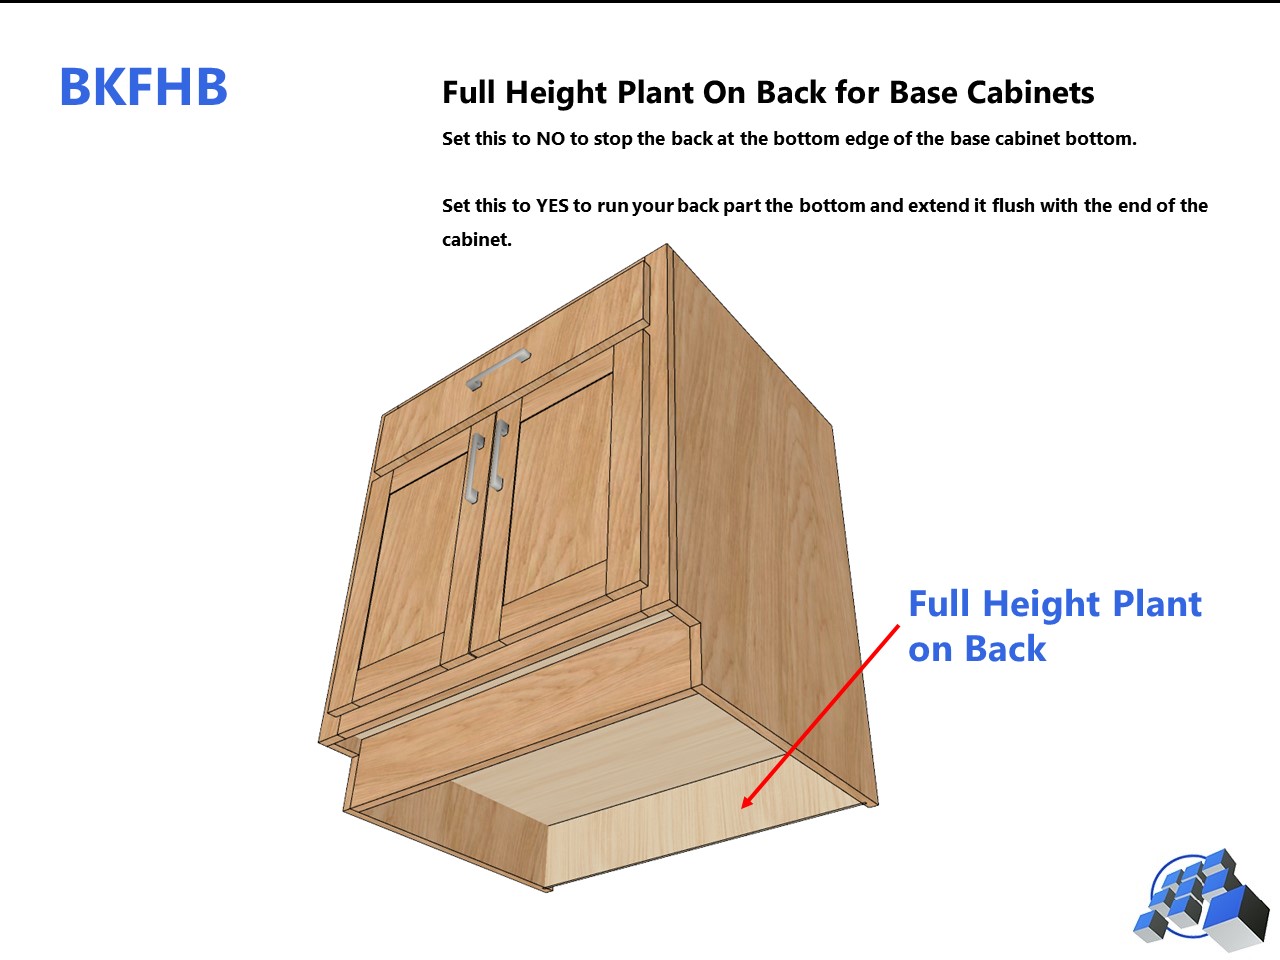 BKFHB
Full Height Plant On Back for Base Cabinets
Set this to NO to stop the back at the bottom edge of the base cabinet bottom.
Set this to YES to run your back part the bottom and extend it flush with the end of the
cabinet.
Full Height Plant
on Back